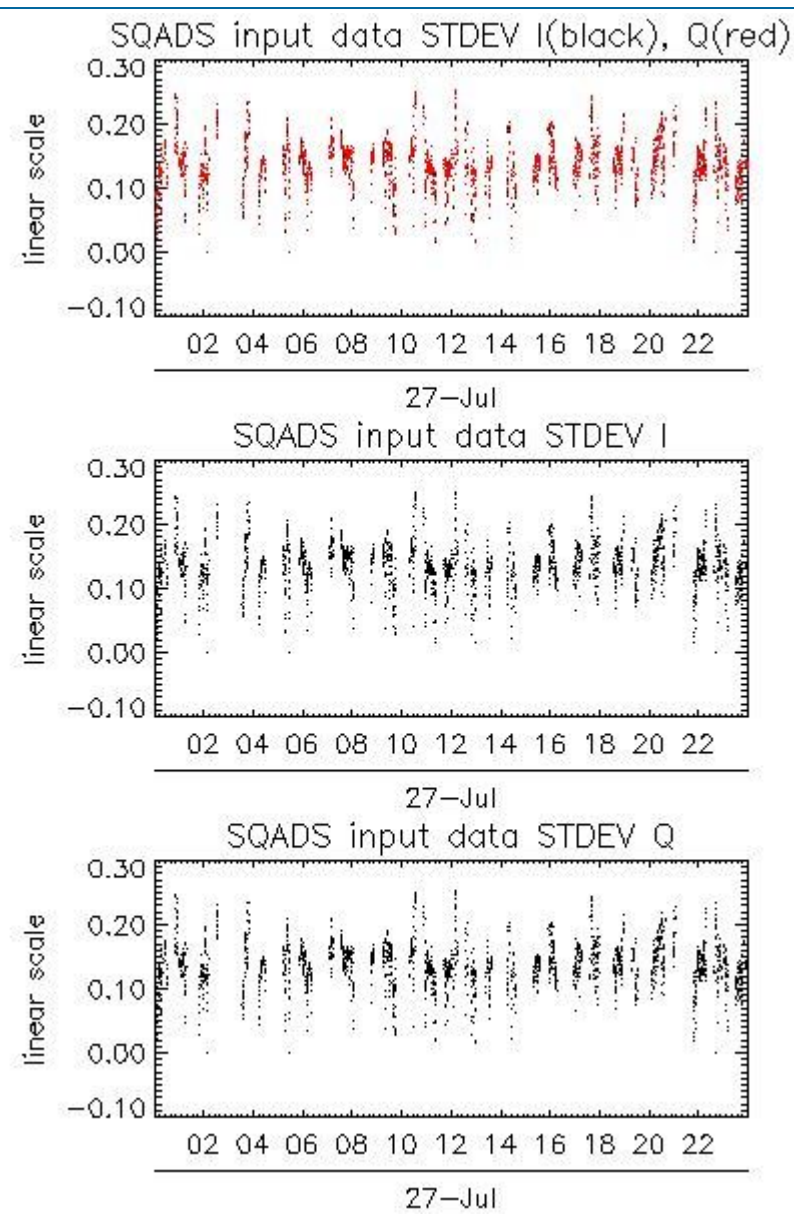 SQADS input data STDEV I(black), Q(red)
0.30
0.20
0.10
0.00
-0.10
linear scale
02 04 06 08 10 12 14 16 18 20 22
27-Jul
SQADS input data STDEV I
0.30
0.20
0.10
0.00
-0.10
linear scale
02 04 06 08 10 12 14 16 18 20 22
27-Jul
SQADS input data STDEV Q
0.30
0.20
0.10
0.00
-0.10
linear scale
02 04 06 08 10 12 14 16 18 20 22
27-Jul